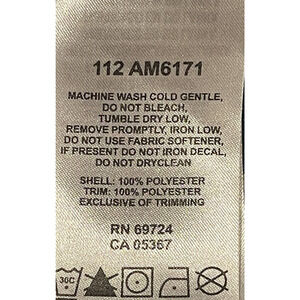 112 AM6171
MACHINE WASH COLD GENTLE,
DO NOT BLEACH,
TUMBLE DRY LOW,
REMOVE PROMPTLY, IRON LOW,
DO NOT USE FABRIC SOFTENER,
IF PRESENT DO NOT IRON DECAL,
DO NOT DRYCLEAN
SHELL: 100% POLYESTER
TRIM: 100% POLYESTER
EXCLUSIVE OF TRIMMING
RN 69724
CA 05367
30C